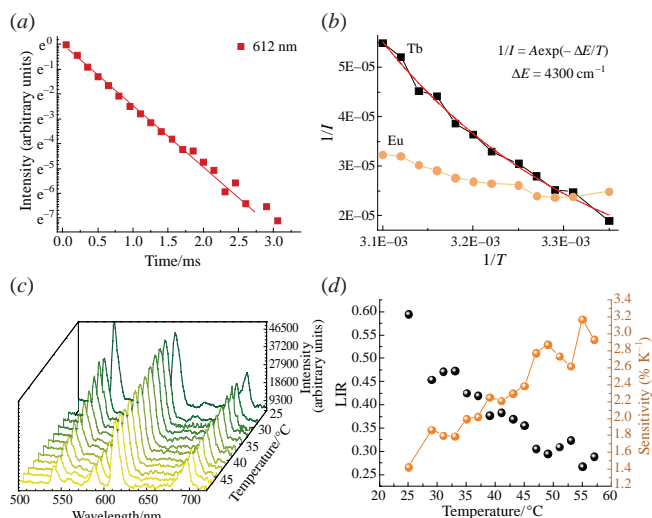 (a)
e⁰
e⁻¹
e⁻²
e⁻³
e⁻⁴
e⁻⁵
e⁻⁶
e⁻⁷
Intensity (arbitrary units)
612 nm
0.0 0.5 1.0 1.5 2.0 2.5 3.0
Time/ms
(b)
5E−05
4E−05
3E−05
2E−05
1/I
Tb
Eu
1/I = Aexp(− ΔE/T)
ΔE = 4300 cm⁻¹
3.1E−03 3.2E−03 3.3E−03
1/T
(c)
46500
37200
27900
18600
9300
Intensity
(arbitrary units)
25
30
35
40
45
Temperature/°C
500 550 600 650 700
Wavelength/nm
(d)
0.60
0.55
0.50
0.45
0.40
0.35
0.30
0.25
LIR
3.4
3.2
3.0
2.8
2.6
2.4
2.2
2.0
1.8
1.6
1.4
1.2
Sensitivity (% K⁻¹)
20 25 30 35 40 45 50 55 60
Temperature/°C